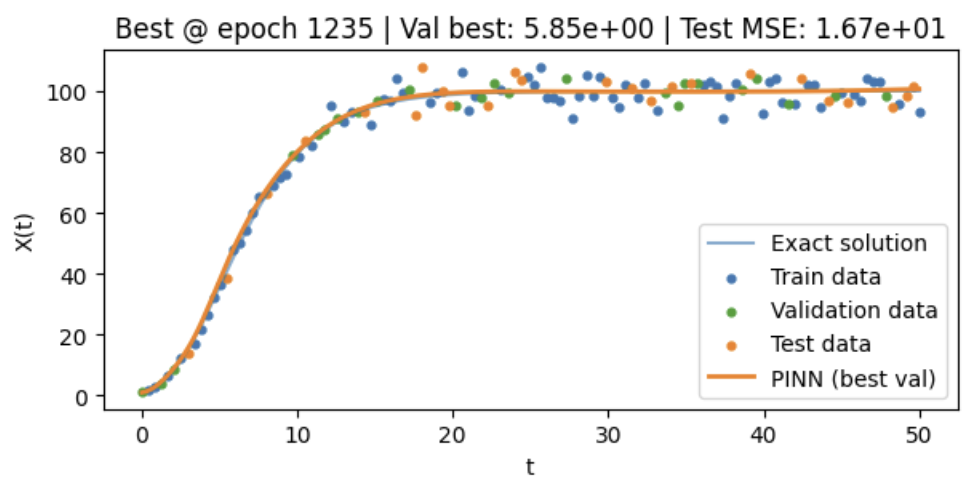 Best @ epoch 1235 | Val best: 5.85e+00 | Test MSE: 1.67e+01
100
80
60
40
20
0
X(t)
Exact solution
Train data
Validation data
Test data
PINN (best val)
0 10 20 30 40 50
t